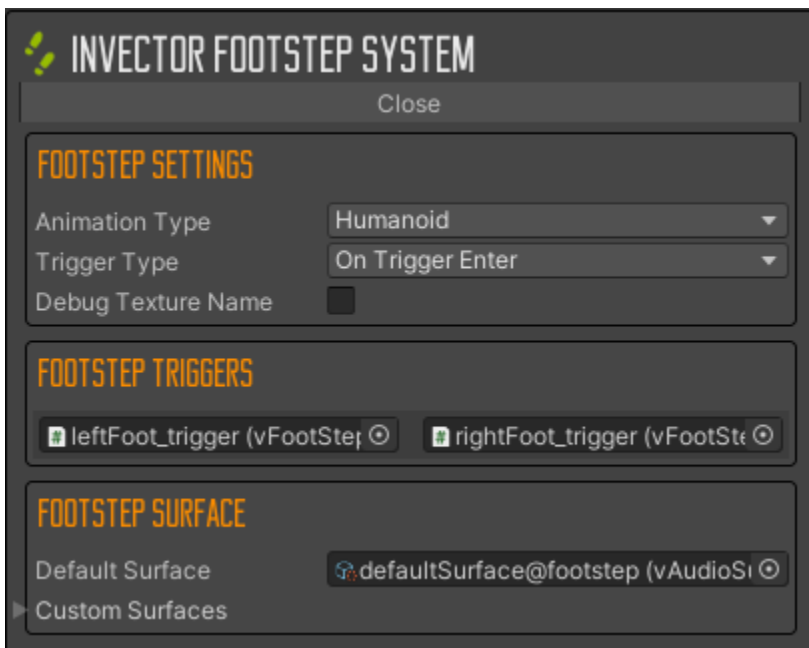 INVECTOR FOOTSTEP SYSTEM
Close
FOOTSTEP SETTINGS
Animation Type Humanoid
Trigger Type On Trigger Enter
Debug Texture Name
FOOTSTEP TRIGGERS
leftFoot_trigger (vFootStep rightFoot_trigger (vFootSte
FOOTSTEP SURFACE
Default Surface defaultSurface@footstep (vAudioSu
Custom Surfaces